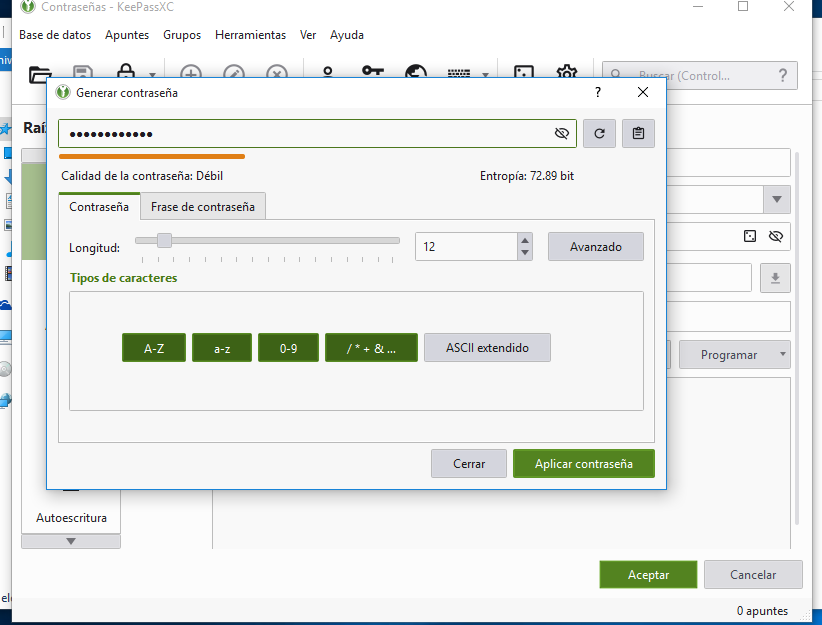 Contraseñas - KeePassXC
Base de datos Apuntes Grupos Herramientas Ver Ayuda
Buscar (Control... ?
Generar contraseña ?
Raí
●●●●●●●●●●●●
Calidad de la contraseña: Débil Entropía: 72.89 bit
Contraseña Frase de contraseña
Longitud: 12 Avanzado
Tipos de caracteres
A-Z a-z 0-9 / * + & ... ASCII extendido
Programar
Cerrar Aplicar contraseña
Autoescritura
Aceptar Cancelar
0 apuntes